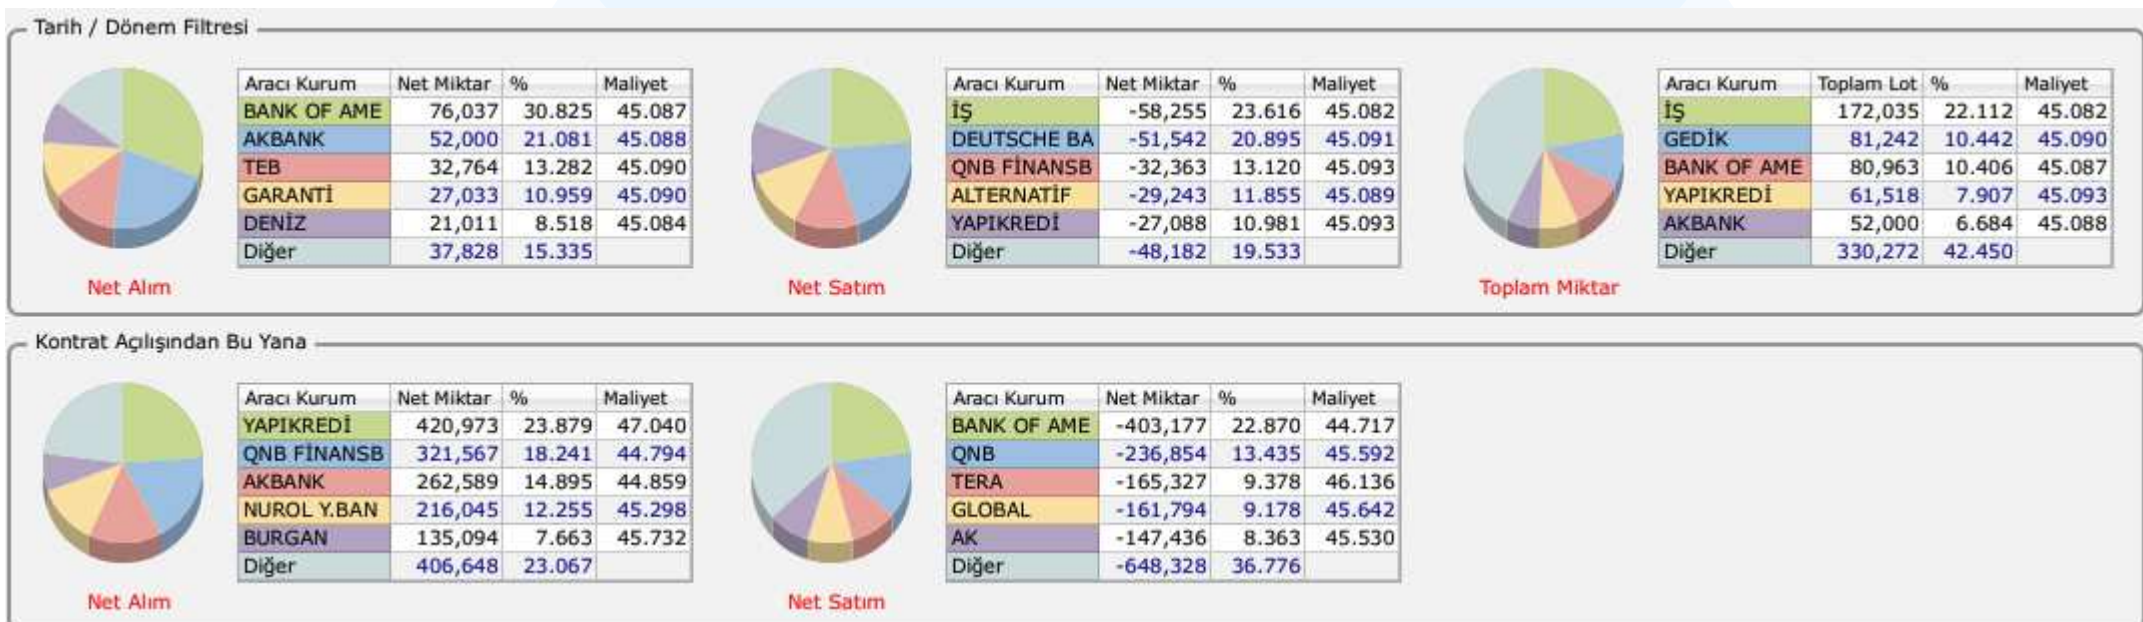 Tarih / Dönem Filtresi
Aracı Kurum Net Miktar % Maliyet
BANK OF AME 76,037 30.825 45.087
AKBANK 52,000 21.081 45.088
TEB 32,764 13.282 45.090
GARANTİ 27,033 10.959 45.090
DENİZ 21,011 8.518 45.084
Diğer 37,828 15.335
Net Alım
Aracı Kurum Net Miktar % Maliyet
İŞ -58,255 23.616 45.082
DEUTSCHE BA -51,542 20.895 45.091
QNB FİNANSB -32,363 13.120 45.093
ALTERNATİF -29,243 11.855 45.089
YAPIKREDİ -27,088 10.981 45.093
Diğer -48,182 19.533
Net Satım
Aracı Kurum Toplam Lot % Maliyet
İŞ 172,035 22.112 45.082
GEDİK 81,242 10.442 45.090
BANK OF AME 80,963 10.406 45.087
YAPIKREDİ 61,518 7.907 45.093
AKBANK 52,000 6.684 45.088
Diğer 330,272 42.450
Toplam Miktar
Kontrat Açılışından Bu Yana
Aracı Kurum Net Miktar % Maliyet
YAPIKREDİ 420,973 23.879 47.040
QNB FİNANSB 321,567 18.241 44.794
AKBANK 262,589 14.895 44.859
NUROL Y.BAN 216,045 12.255 45.298
BURGAN 135,094 7.663 45.732
Diğer 406,648 23.067
Net Alım
Aracı Kurum Net Miktar % Maliyet
BANK OF AME -403,177 22.870 44.717
QNB -236,854 13.435 45.592
TERA -165,327 9.378 46.136
GLOBAL -161,794 9.178 45.642
AK -147,436 8.363 45.530
Diğer -648,328 36.776
Net Satım